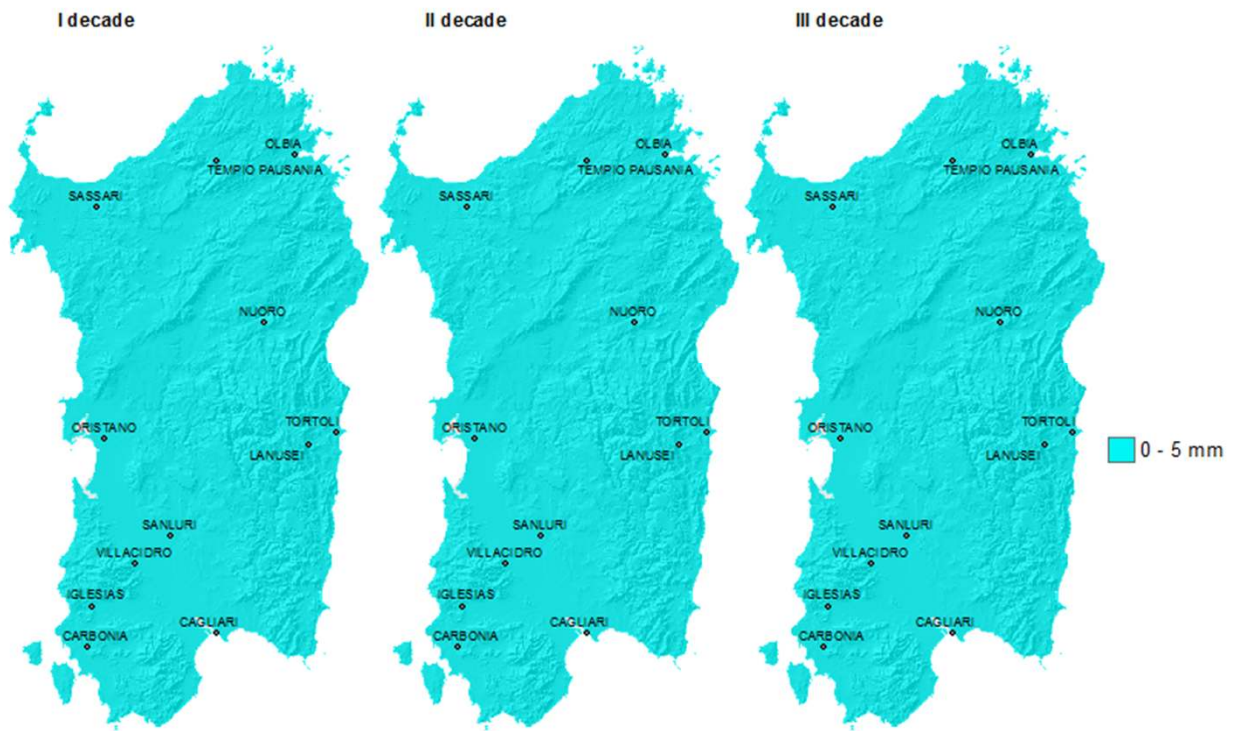 I decade
II decade
III decade
OLBIA
TEMPIO PAUSANIA
SASSARI
NUORO
TORTOLI
ORISTANO
LANUSEI
SANLURI
VILLACIDRO
IGLESIAS
CAGLIARI
CARBONIA
OLBIA
TEMPIO PAUSANIA
SASSARI
NUORO
TORTOLI
ORISTANO
LANUSEI
SANLURI
VILLACIDRO
IGLESIAS
CAGLIARI
CARBONIA
OLBIA
TEMPIO PAUSANIA
SASSARI
NUORO
TORTOLI
ORISTANO
LANUSEI
SANLURI
VILLACIDRO
IGLESIAS
CAGLIARI
CARBONIA
0 - 5 mm